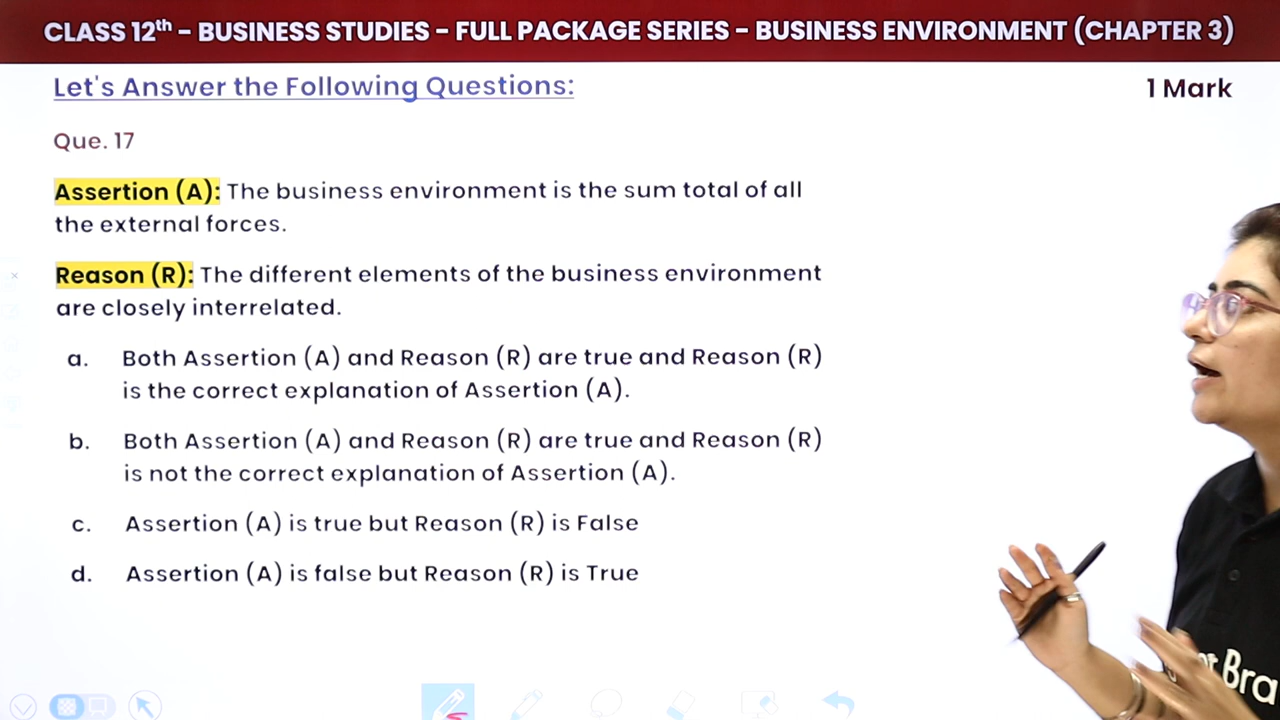 CLASS 12th – BUSINESS STUDIES – FULL PACKAGE SERIES – BUSINESS ENVIRONMENT (CHAPTER 3)
Let's Answer the Following Questions:
1 Mark
Que. 17
Assertion (A): The business environment is the sum total of all
the external forces.
Reason (R): The different elements of the business environment
are closely interrelated.
a. Both Assertion (A) and Reason (R) are true and Reason (R)
is the correct explanation of Assertion (A).
b. Both Assertion (A) and Reason (R) are true and Reason (R)
is not the correct explanation of Assertion (A).
c. Assertion (A) is true but Reason (R) is False
d. Assertion (A) is false but Reason (R) is True